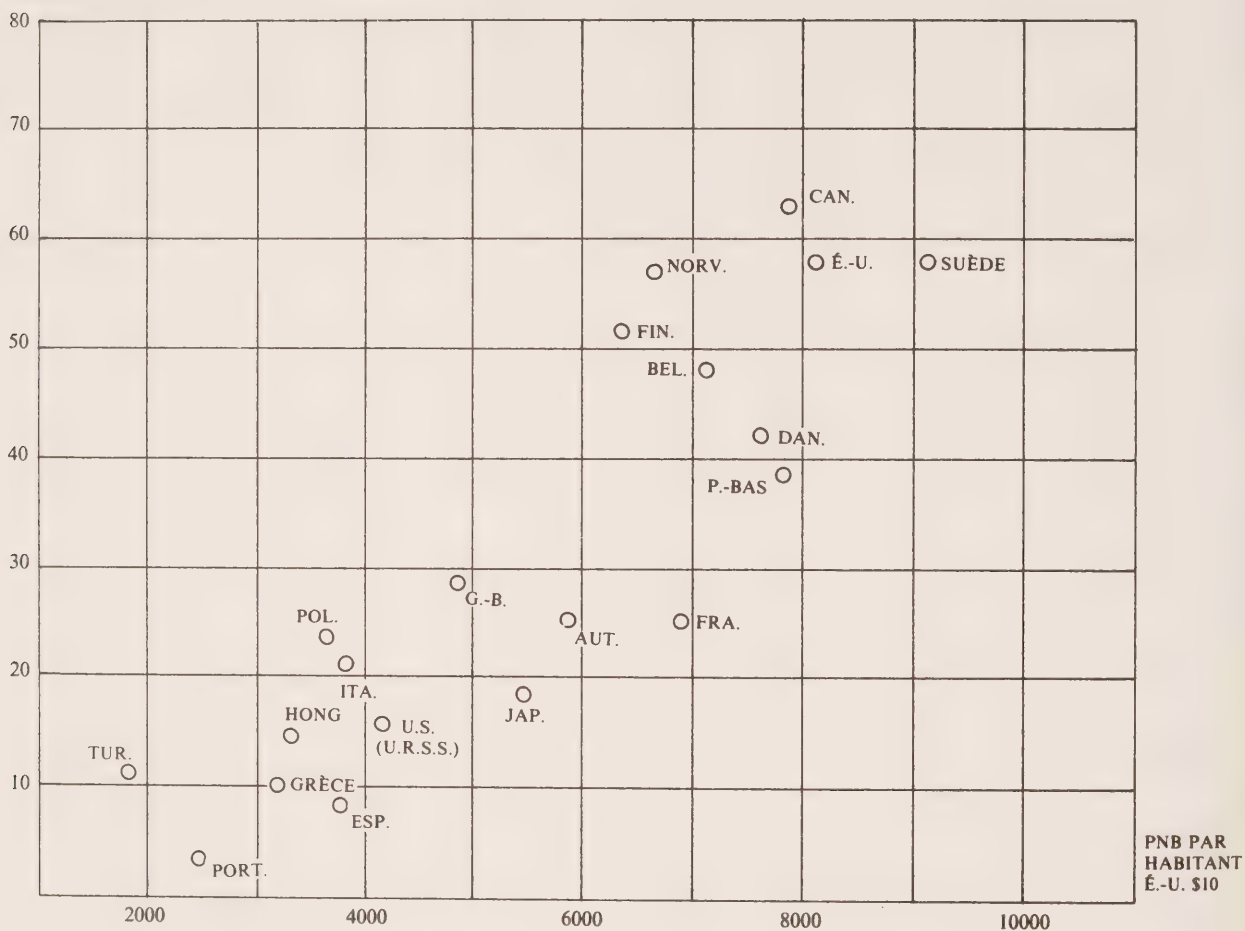 80
70
60
50
40
30
20
10
CAN.
NORV.
É.-U.
SUÈDE
FIN.
BEL.
DAN.
P.-BAS
G.-B.
POL.
AUT.
FRA.
ITA.
HONG
JAP.
U.S.
(U.R.S.S.)
TUR.
GRÈCE
ESP.
PORT.
PNB PAR
HABITANT
É.-U. $10
2000
4000
6000
8000
10000